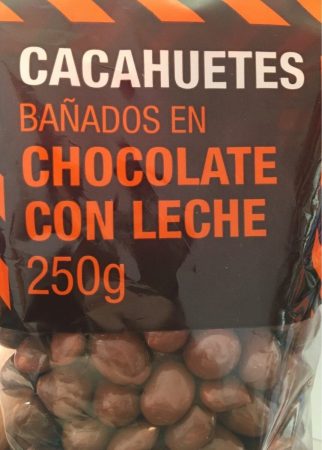 CACAHUETES
BAÑADOS EN
CHOCOLATE
CON LECHE
250g